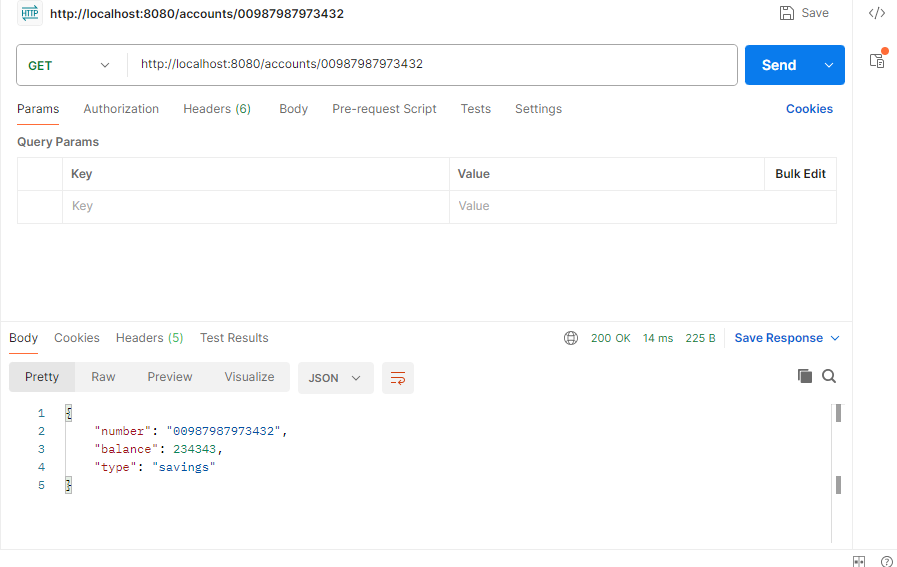 HTTP http://localhost:8080/accounts/00987987973432 Save </>
GET http://localhost:8080/accounts/00987987973432 Send
Params Authorization Headers (6) Body Pre-request Script Tests Settings Cookies
Query Params
Key Value Bulk Edit
Key Value
Body Cookies Headers (5) Test Results 200 OK 14 ms 225 B Save Response
Pretty Raw Preview Visualize JSON
1 {
2 "number": "00987987973432",
3 "balance": 234343,
4 "type": "savings"
5 }